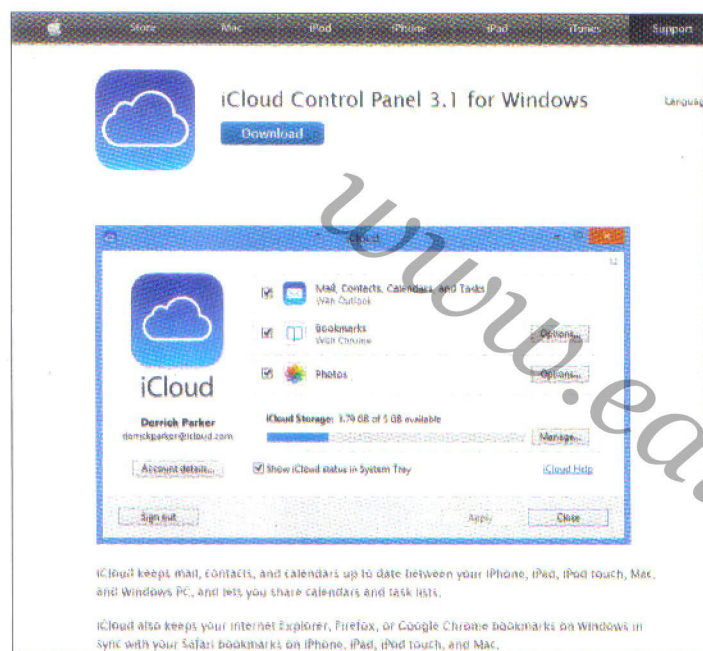 Store Mac iPod iPhone iPad iTunes Support
iCloud Control Panel 3.1 for Windows
Download
iCloud
Mail, Contacts, Calendars, and Tasks
With Outlook
Bookmarks
With Chrome
Options...
Photos
Options...
iCloud
Derrick Parker
derrickparker@icloud.com
iCloud Storage: 3.79 GB of 5 GB available
Manage...
Account details...
Show iCloud status in System Tray
iCloud Help
Sign out
Apply
Close
iCloud keeps mail, contacts, and calendars up to date between your iPhone, iPad, iPod touch, Mac,
and Windows PC, and lets you share calendars and task lists.
iCloud also keeps your Internet Explorer, Firefox, or Google Chrome bookmarks on Windows in
sync with your Safari bookmarks on iPhone, iPad, iPod touch, and Mac.
www.ea